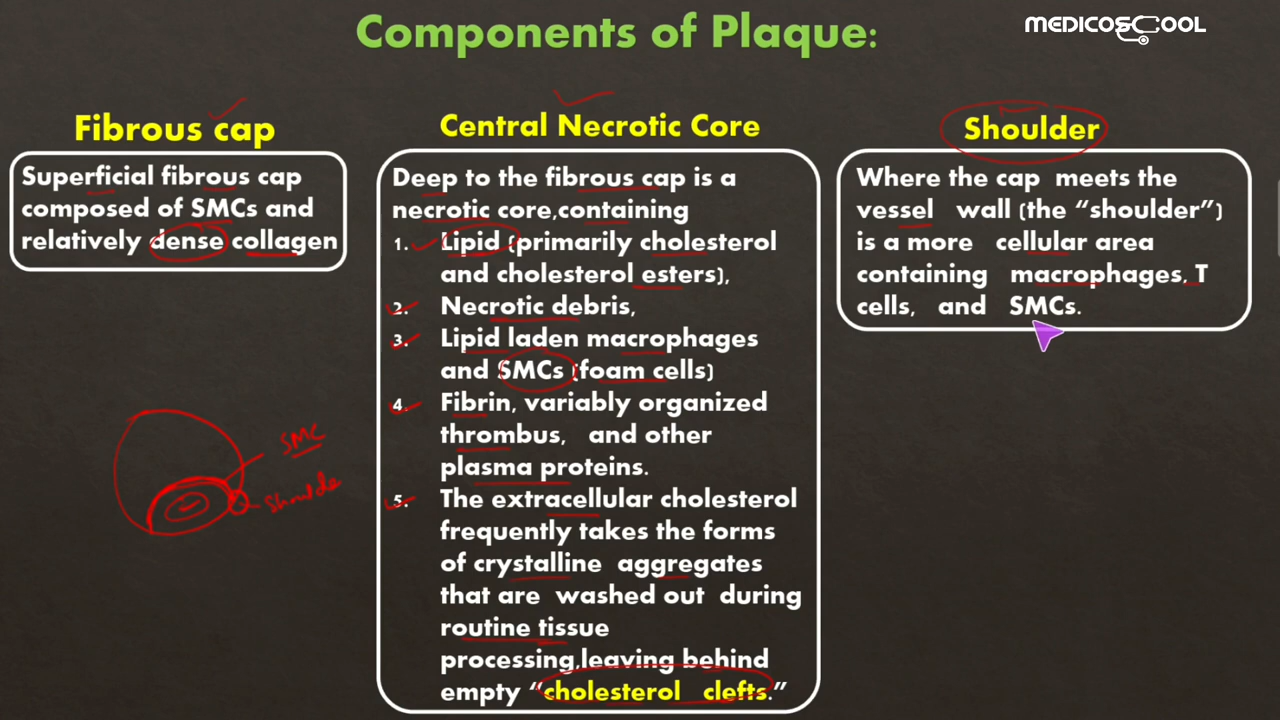 Components of Plaque:
MEDICOSCOOL
Fibrous cap
Superficial fibrous cap
composed of SMCs and
relatively dense collagen
Central Necrotic Core
Deep to the fibrous cap is a
necrotic core,containing
1. Lipid (primarily cholesterol
and cholesterol esters),
2. Necrotic debris,
3. Lipid laden macrophages
and SMCs (foam cells)
4. Fibrin, variably organized
thrombus, and other
plasma proteins.
5. The extracellular cholesterol
frequently takes the forms
of crystalline aggregates
that are washed out during
routine tissue
processing,leaving behind
empty “cholesterol clefts.”
Shoulder
Where the cap meets the
vessel wall (the “shoulder”)
is a more cellular area
containing macrophages, T
cells, and SMCs.
SMC
shoulde